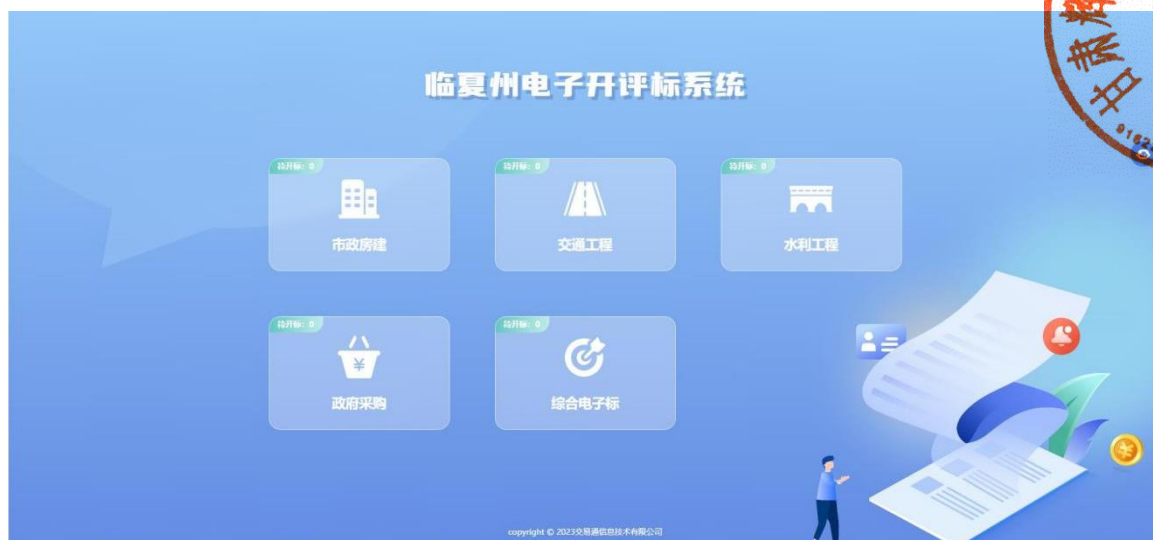 临夏州电子开评标系统
待开标：0
待开标：0
待开标：0
市政房建
交通工程
水利工程
待开标：0
待开标：0
¥
政府采购
综合电子标
¥
copyright © 2023交易通信息技术有限公司
甘肃
9162